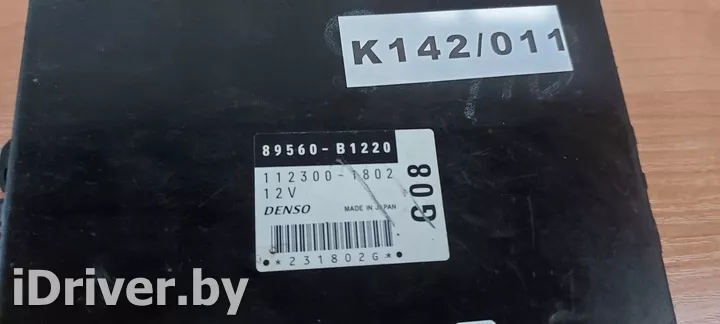 K142/011
89560-B1220
112300-1802
12V
DENSO MADE IN JAPAN
G08
*231802G*
iDriver.by